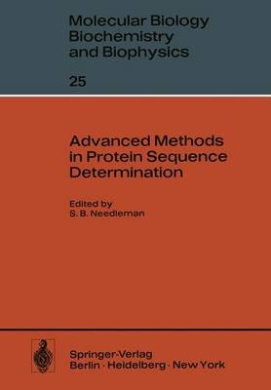 Molecular Biology
Biochemistry
and Biophysics
25
Advanced Methods
in Protein Sequence
Determination
Edited by
S. B. Needleman
Springer-Verlag
Berlin · Heidelberg · New York